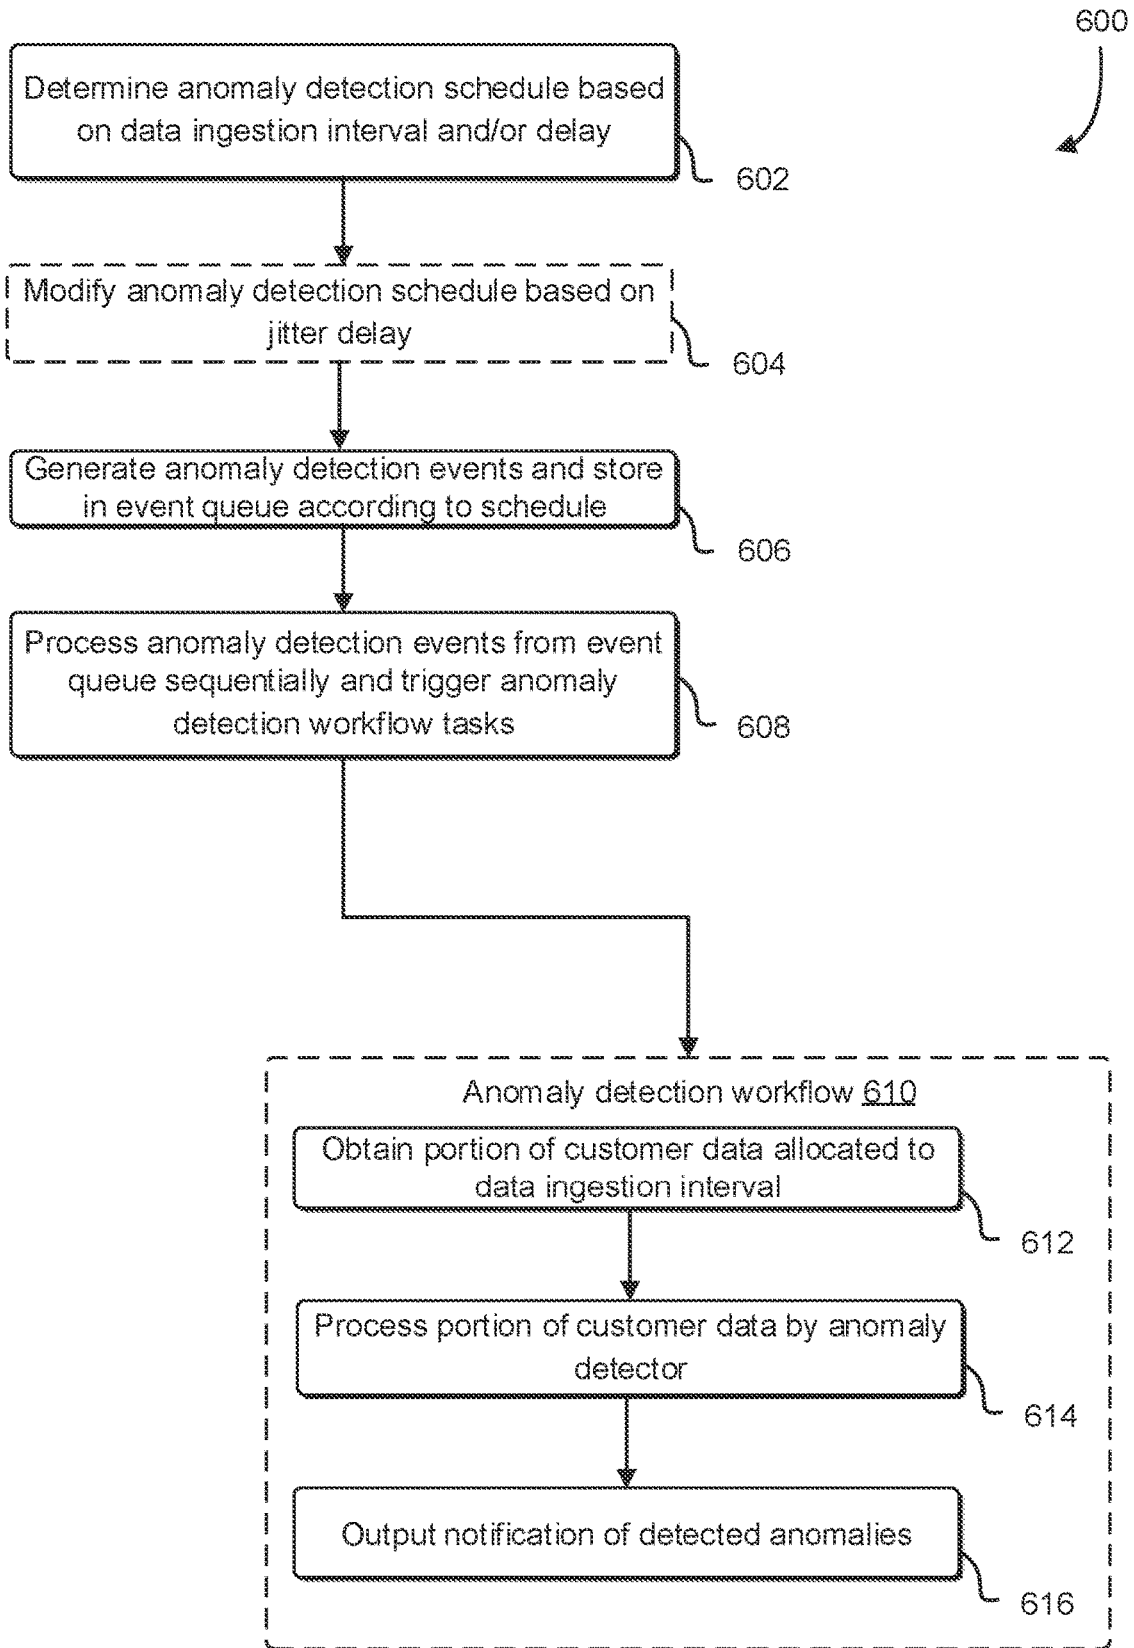 600
Determine anomaly detection schedule based
on data ingestion interval and/or delay
602
Modify anomaly detection schedule based on
jitter delay
604
Generate anomaly detection events and store
in event queue according to schedule
606
Process anomaly detection events from event
queue sequentially and trigger anomaly
detection workflow tasks
608
Anomaly detection workflow 610
Obtain portion of customer data allocated to
data ingestion interval
612
Process portion of customer data by anomaly
detector
614
Output notification of detected anomalies
616